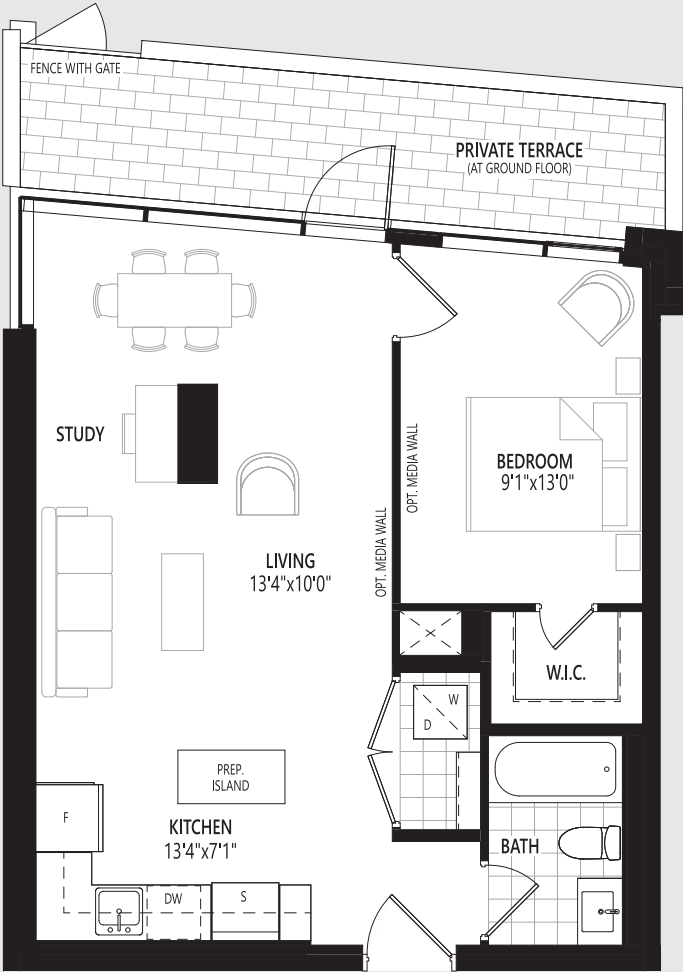 FENCE WITH GATE
PRIVATE TERRACE
(AT GROUND FLOOR)
STUDY
OPT. MEDIA WALL
BEDROOM
9'1"x13'0"
OPT. MEDIA WALL
LIVING
13'4"x10'0"
W.I.C.
W
D
PREP.
ISLAND
F
KITCHEN
13'4"x7'1"
BATH
DW
S